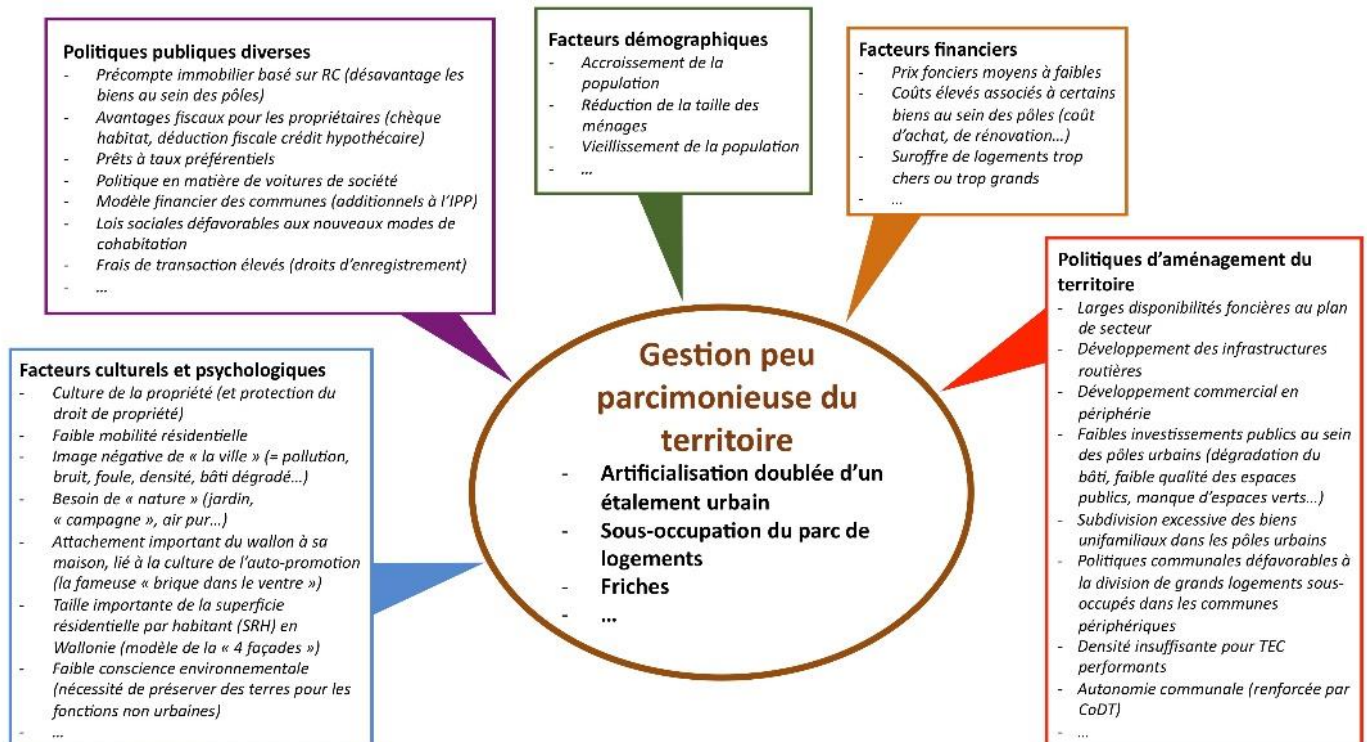 Politiques publiques diverses
- Précompte immobilier basé sur RC (désavantage les
biens au sein des pôles)
- Avantages fiscaux pour les propriétaires (chèque
habitat, déduction fiscale crédit hypothécaire)
- Prêts à taux préférentiels
- Politique en matière de voitures de société
- Modèle financier des communes (additionnels à l'IPP)
- Lois sociales défavorables aux nouveaux modes de
cohabitation
- Frais de transaction élevés (droits d'enregistrement)
- ...
Facteurs démographiques
- Accroissement de la
population
- Réduction de la taille des
ménages
- Vieillissement de la population
- ...
Facteurs financiers
- Prix fonciers moyens à faibles
- Coûts élevés associés à certains
biens au sein des pôles (coût
d'achat, de rénovation...)
- Suroffre de logements trop
chers ou trop grands
- ...
Politiques d'aménagement du
territoire
- Larges disponibilités foncières au plan
de secteur
- Développement des infrastructures
routières
- Développement commercial en
périphérie
- Faibles investissements publics au sein
des pôles urbains (dégradation du
bâti, faible qualité des espaces
publics, manque d'espaces verts...)
- Subdivision excessive des biens
unifamiliaux dans les pôles urbains
- Politiques communales défavorables à
la division de grands logements sous-
occupés dans les communes
périphériques
- Densité insuffisante pour TEC
performants
- Autonomie communale (renforcée par
CoDT)
- ...
Facteurs culturels et psychologiques
- Culture de la propriété (et protection du
droit de propriété)
- Faible mobilité résidentielle
- Image négative de « la ville » (= pollution,
bruit, foule, densité, bâti dégradé...)
- Besoin de « nature » (jardin,
« campagne », air pur...)
- Attachement important du wallon à sa
maison, lié à la culture de l'auto-promotion
(la fameuse « brique dans le ventre »)
- Taille importante de la superficie
résidentielle par habitant (SRH) en
Wallonie (modèle de la « 4 façades »)
- Faible conscience environnementale
(nécessité de préserver des terres pour les
fonctions non urbaines)
- ...
Gestion peu
parcimonieuse du
territoire
- Artificialisation doublée d'un
étalement urbain
- Sous-occupation du parc de
logements
- Friches
- ...